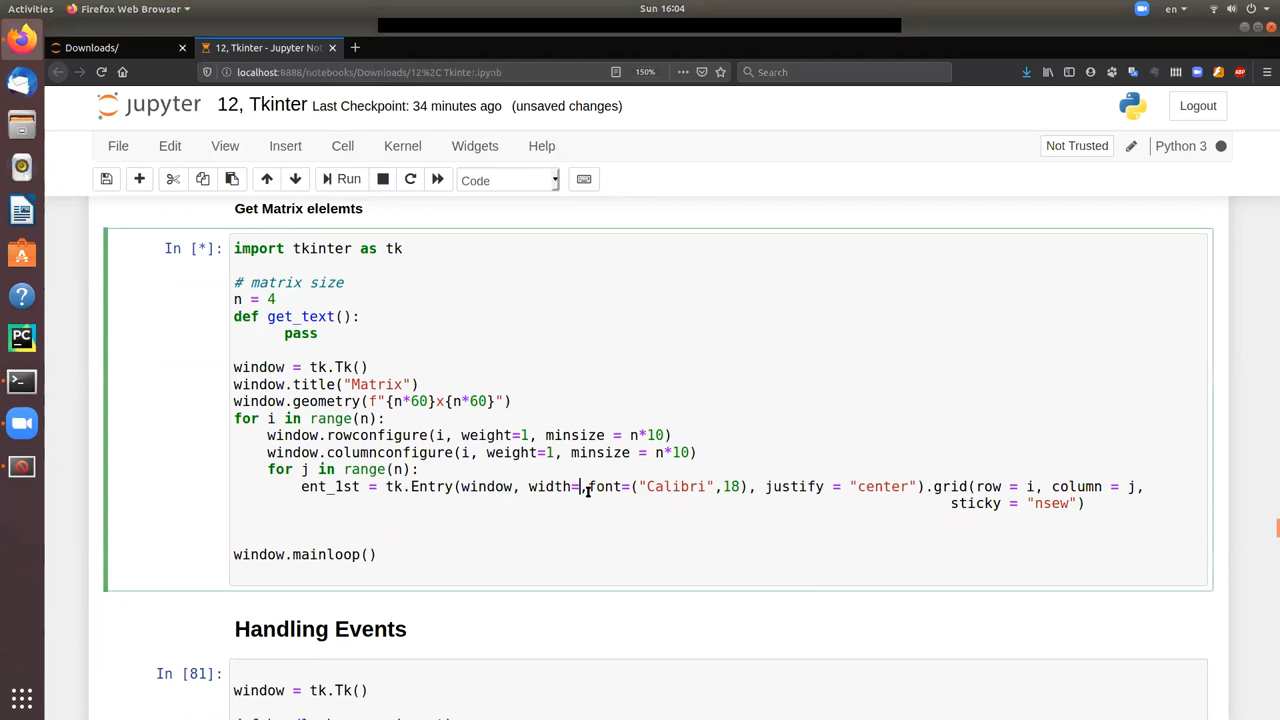 Activities Firefox Web Browser Sun 16:04 en
Downloads/ 12, Tkinter - Jupyter No
localhost:8888/notebooks/Downloads/12%2C Tkinter.ipynb 150% Search
jupyter 12, Tkinter Last Checkpoint: 34 minutes ago (unsaved changes) Logout
File Edit View Insert Cell Kernel Widgets Help Not Trusted Python 3
Run Code
Get Matrix elelemts
In [*]: import tkinter as tk
# matrix size
n = 4
def get_text():
pass
window = tk.Tk()
window.title("Matrix")
window.geometry(f"{n*60}x{n*60}")
for i in range(n):
window.rowconfigure(i, weight=1, minsize = n*10)
window.columnconfigure(i, weight=1, minsize = n*10)
for j in range(n):
ent_1st = tk.Entry(window, width=,font=("Calibri",18), justify = "center").grid(row = i, column = j,
sticky = "nsew")
window.mainloop()
Handling Events
In [81]:
window = tk.Tk()